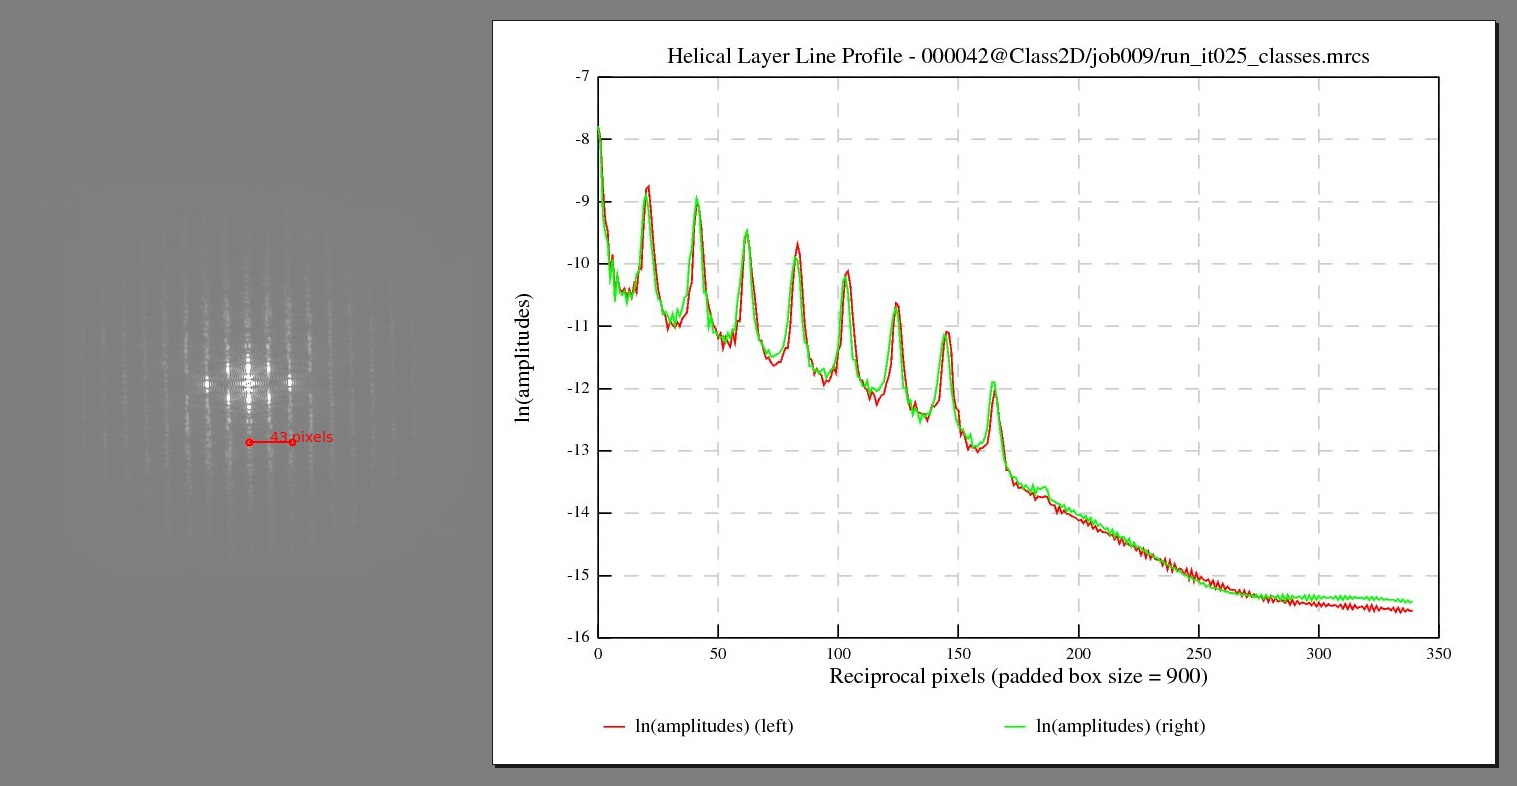 43 pixels
Helical Layer Line Profile - 000042@Class2D/job009/run_it025_classes.mrcs
ln(amplitudes)
-7
-8
-9
-10
-11
-12
-13
-14
-15
-16
0 50 100 150 200 250 300 350
Reciprocal pixels (padded box size = 900)
ln(amplitudes) (left) ln(amplitudes) (right)